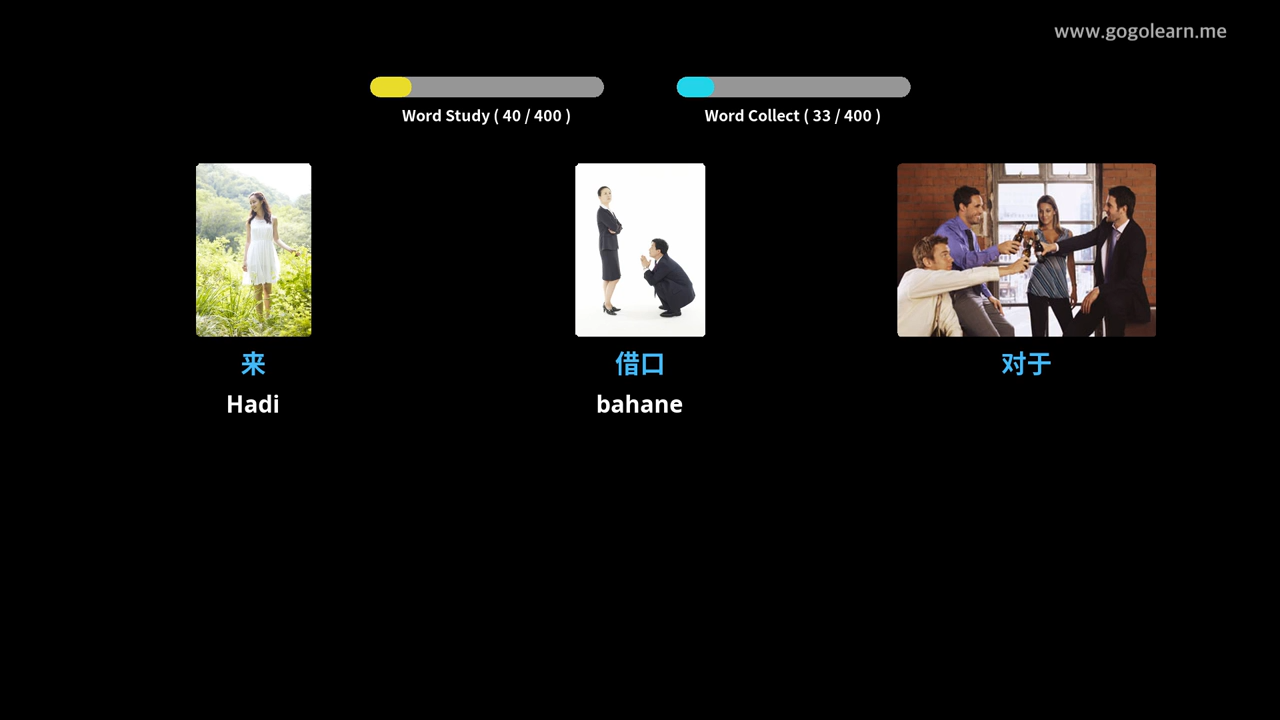 www.gogolearn.me
Word Study ( 40 / 400 )
Word Collect ( 33 / 400 )
来
借口
对于
Hadi
bahane